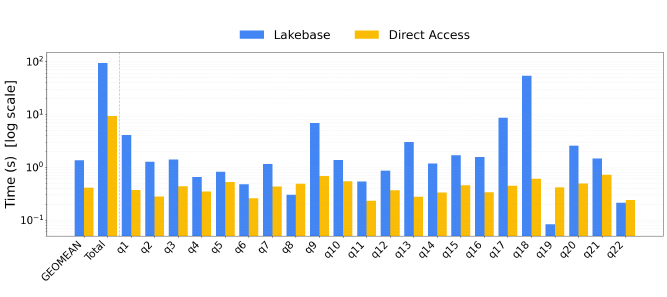 Lakebase Direct Access
Time (s) [log scale]
10²
10¹
10⁰
10⁻¹
GEOMEAN Total q1 q2 q3 q4 q5 q6 q7 q8 q9 q10 q11 q12 q13 q14 q15 q16 q17 q18 q19 q20 q21 q22